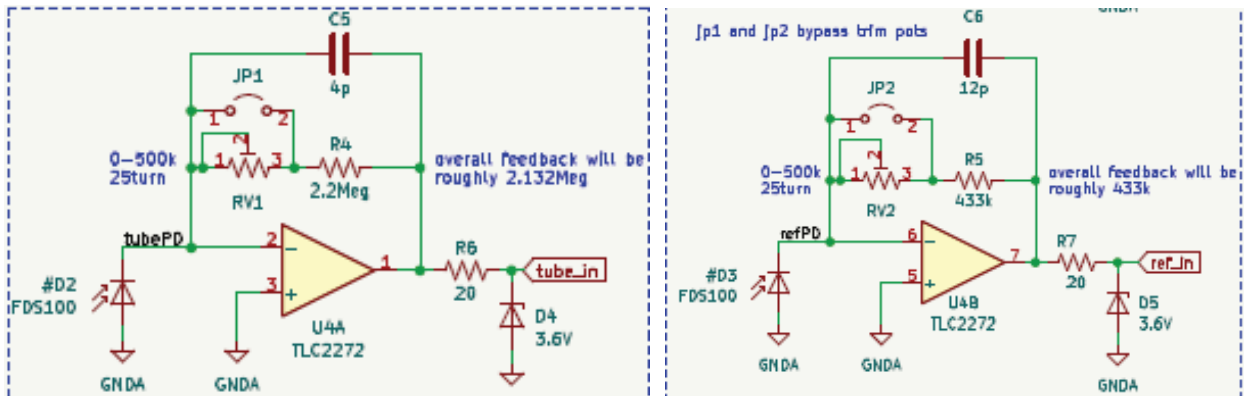 C5
4p
JP1
1
2
0-500k
25turn
1
2
3
RV1
R4
2.2Meg
overall feedback will be
roughly 2.132Meg
tubePD
2
3
1
U4A
TLC2272
#D2
FDS100
GNDA
GNDA
R6
20
tube_in
D4
3.6V
Jp1 and Jp2 bypass trim pots
C6
12p
JP2
1
2
0-500k
25turn
1
2
3
RV2
R5
433k
overall feedback will be
roughly 433k
refPD
6
5
7
U4B
TLC2272
#D3
FDS100
GNDA
GNDA
R7
20
ref_in
D5
3.6V
GNDA